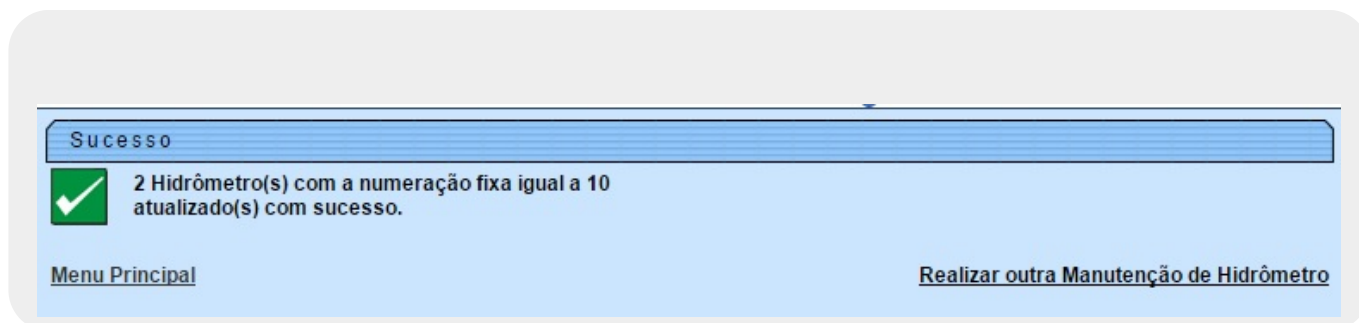 Sucesso
2 Hidrômetro(s) com a numeração fixa igual a 10
atualizado(s) com sucesso.
Menu Principal
Realizar outra Manutenção de Hidrômetro